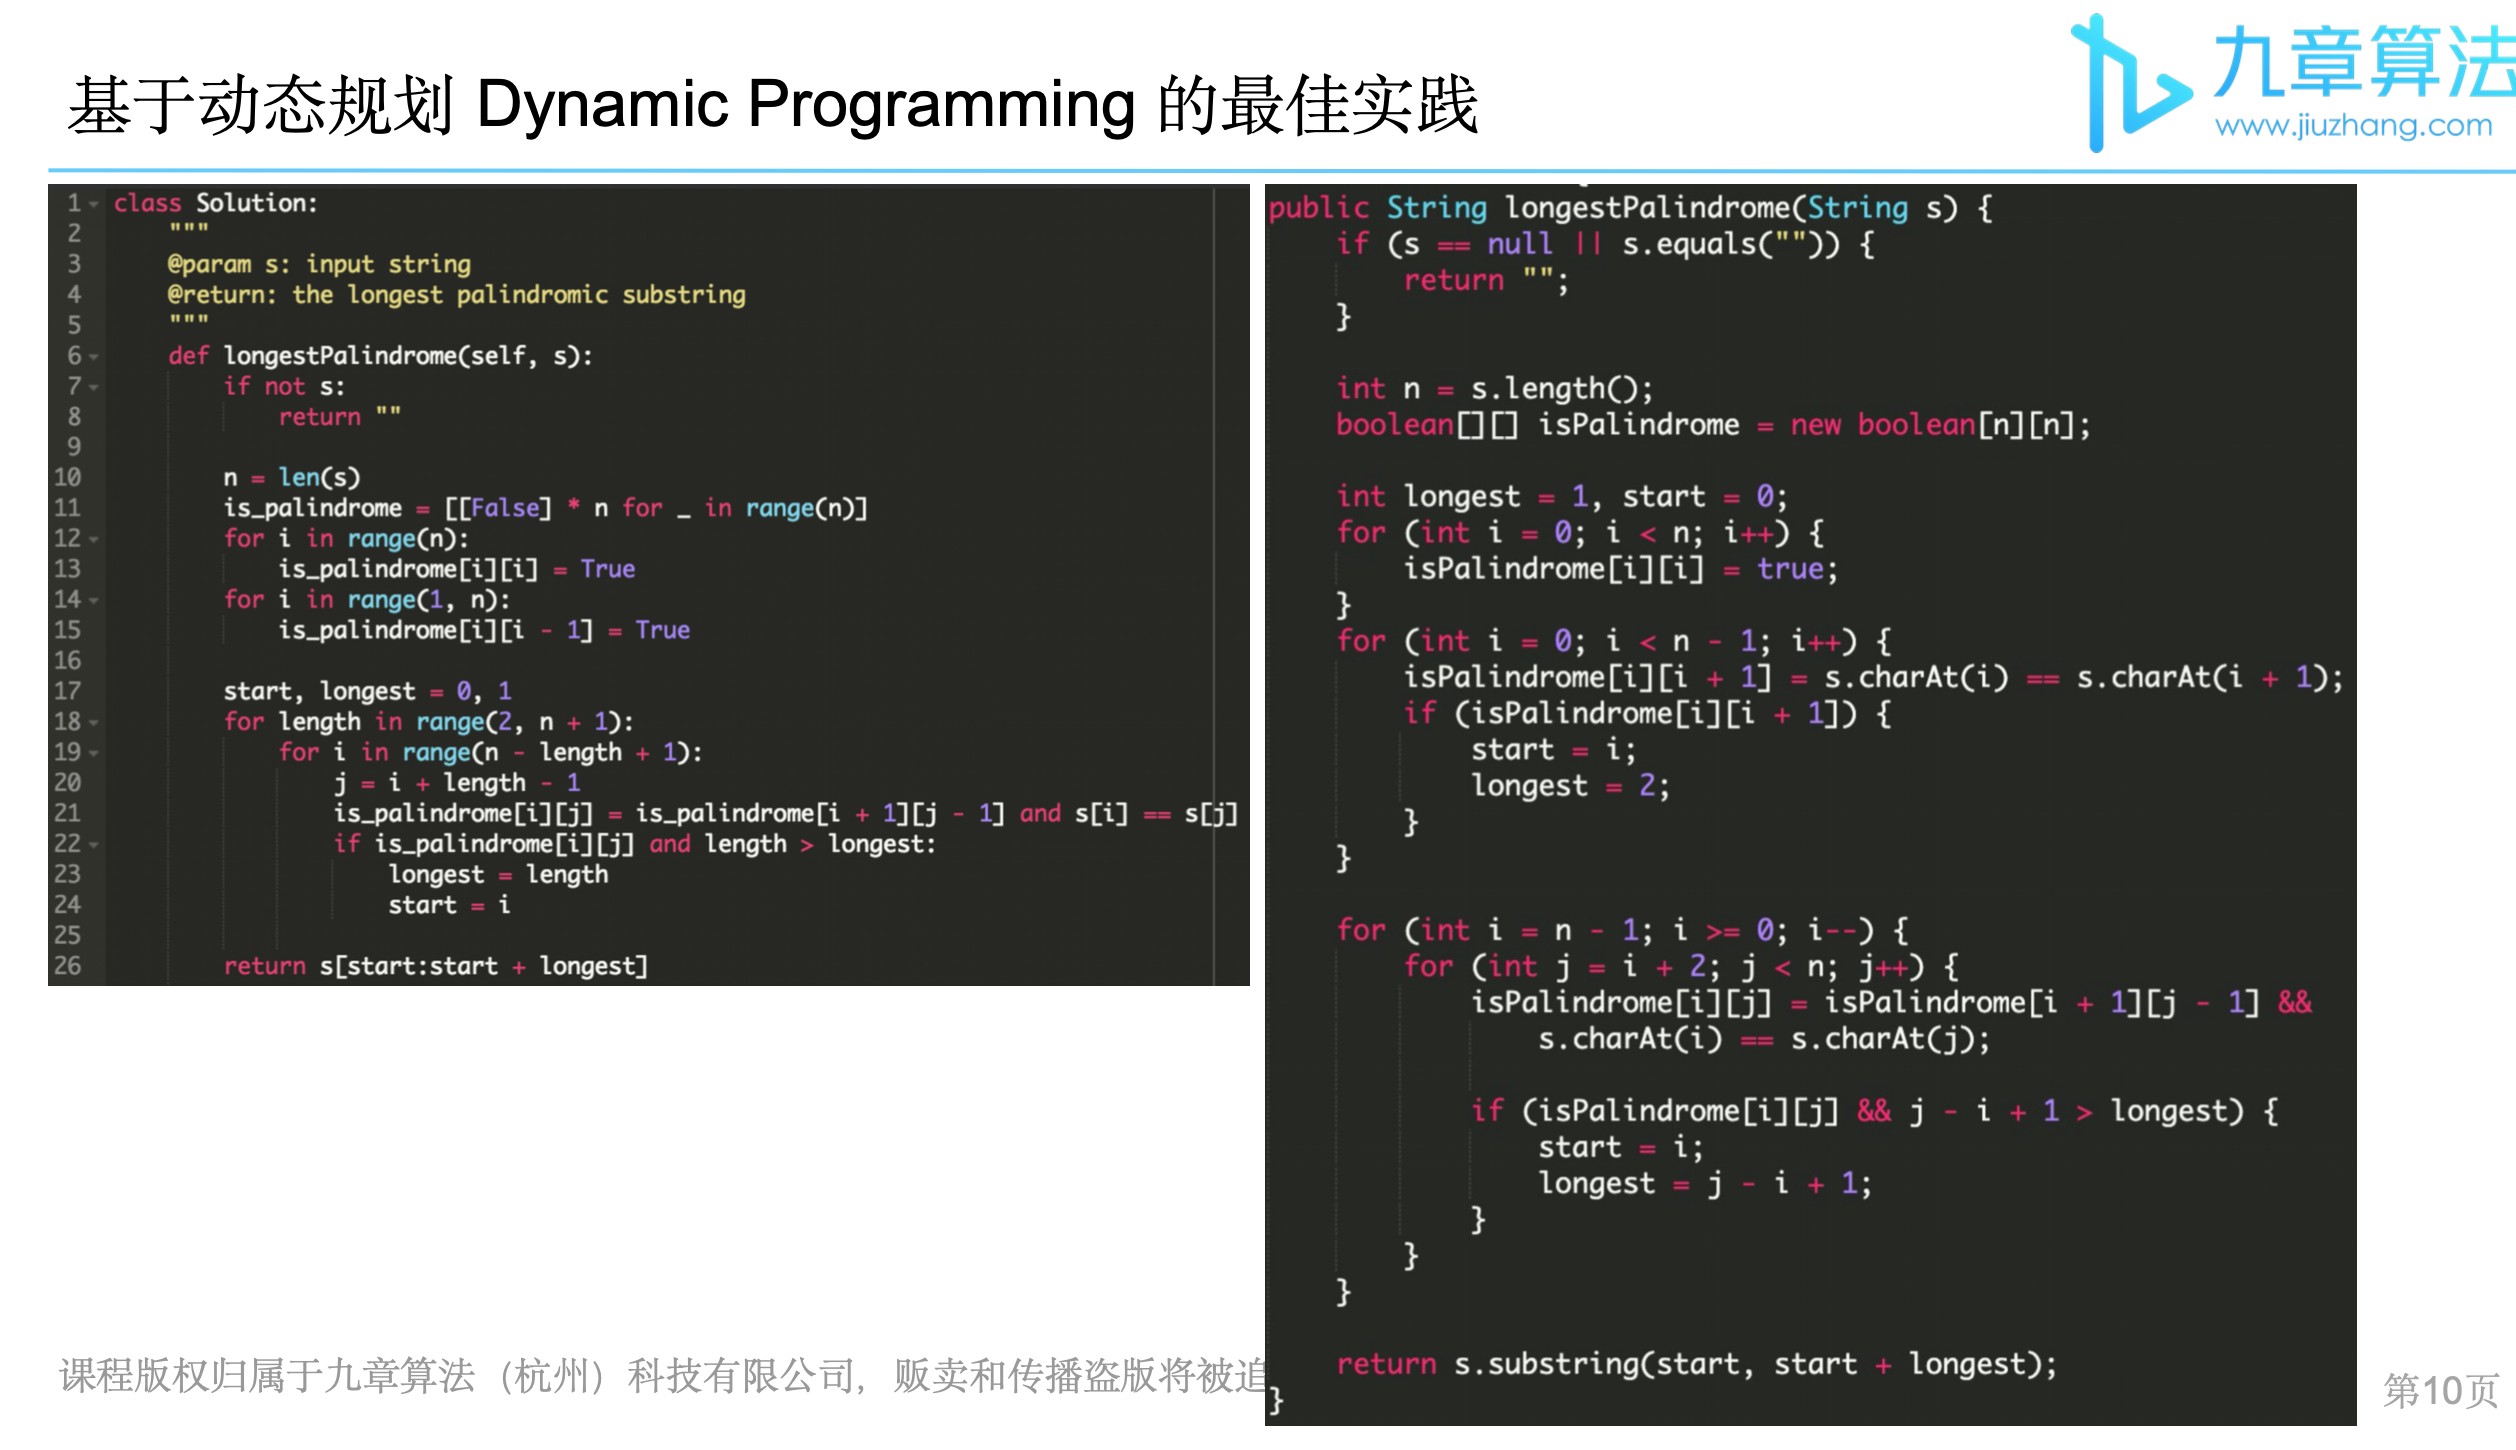 基于动态规划 Dynamic Programming 的最佳实践
九章算法
www.jiuzhang.com
1 class Solution:
2     """
3     @param s: input string
4     @return: the longest palindromic substring
5     """
6     def longestPalindrome(self, s):
7         if not s:
8             return ""
9
10         n = len(s)
11         is_palindrome = [[False] * n for _ in range(n)]
12         for i in range(n):
13             is_palindrome[i][i] = True
14         for i in range(1, n):
15             is_palindrome[i][i - 1] = True
16
17         start, longest = 0, 1
18         for length in range(2, n + 1):
19             for i in range(n - length + 1):
20                 j = i + length - 1
21                 is_palindrome[i][j] = is_palindrome[i + 1][j - 1] and s[i] == s[j]
22                 if is_palindrome[i][j] and length > longest:
23                     longest = length
24                     start = i
25
26         return s[start:start + longest]
public String longestPalindrome(String s) {
    if (s == null || s.equals("")) {
        return "";
    }
    int n = s.length();
    boolean[][] isPalindrome = new boolean[n][n];
    int longest = 1, start = 0;
    for (int i = 0; i < n; i++) {
        isPalindrome[i][i] = true;
    }
    for (int i = 0; i < n - 1; i++) {
        isPalindrome[i][i + 1] = s.charAt(i) == s.charAt(i + 1);
        if (isPalindrome[i][i + 1]) {
            start = i;
            longest = 2;
        }
    }
    for (int i = n - 1; i >= 0; i--) {
        for (int j = i + 2; j < n; j++) {
            isPalindrome[i][j] = isPalindrome[i + 1][j - 1] &&
                s.charAt(i) == s.charAt(j);
            if (isPalindrome[i][j] && j - i + 1 > longest) {
                start = i;
                longest = j - i + 1;
            }
        }
    }
    return s.substring(start, start + longest);
}
课程版权归属于九章算法（杭州）科技有限公司，贩卖和传播盗版将被追
第10页